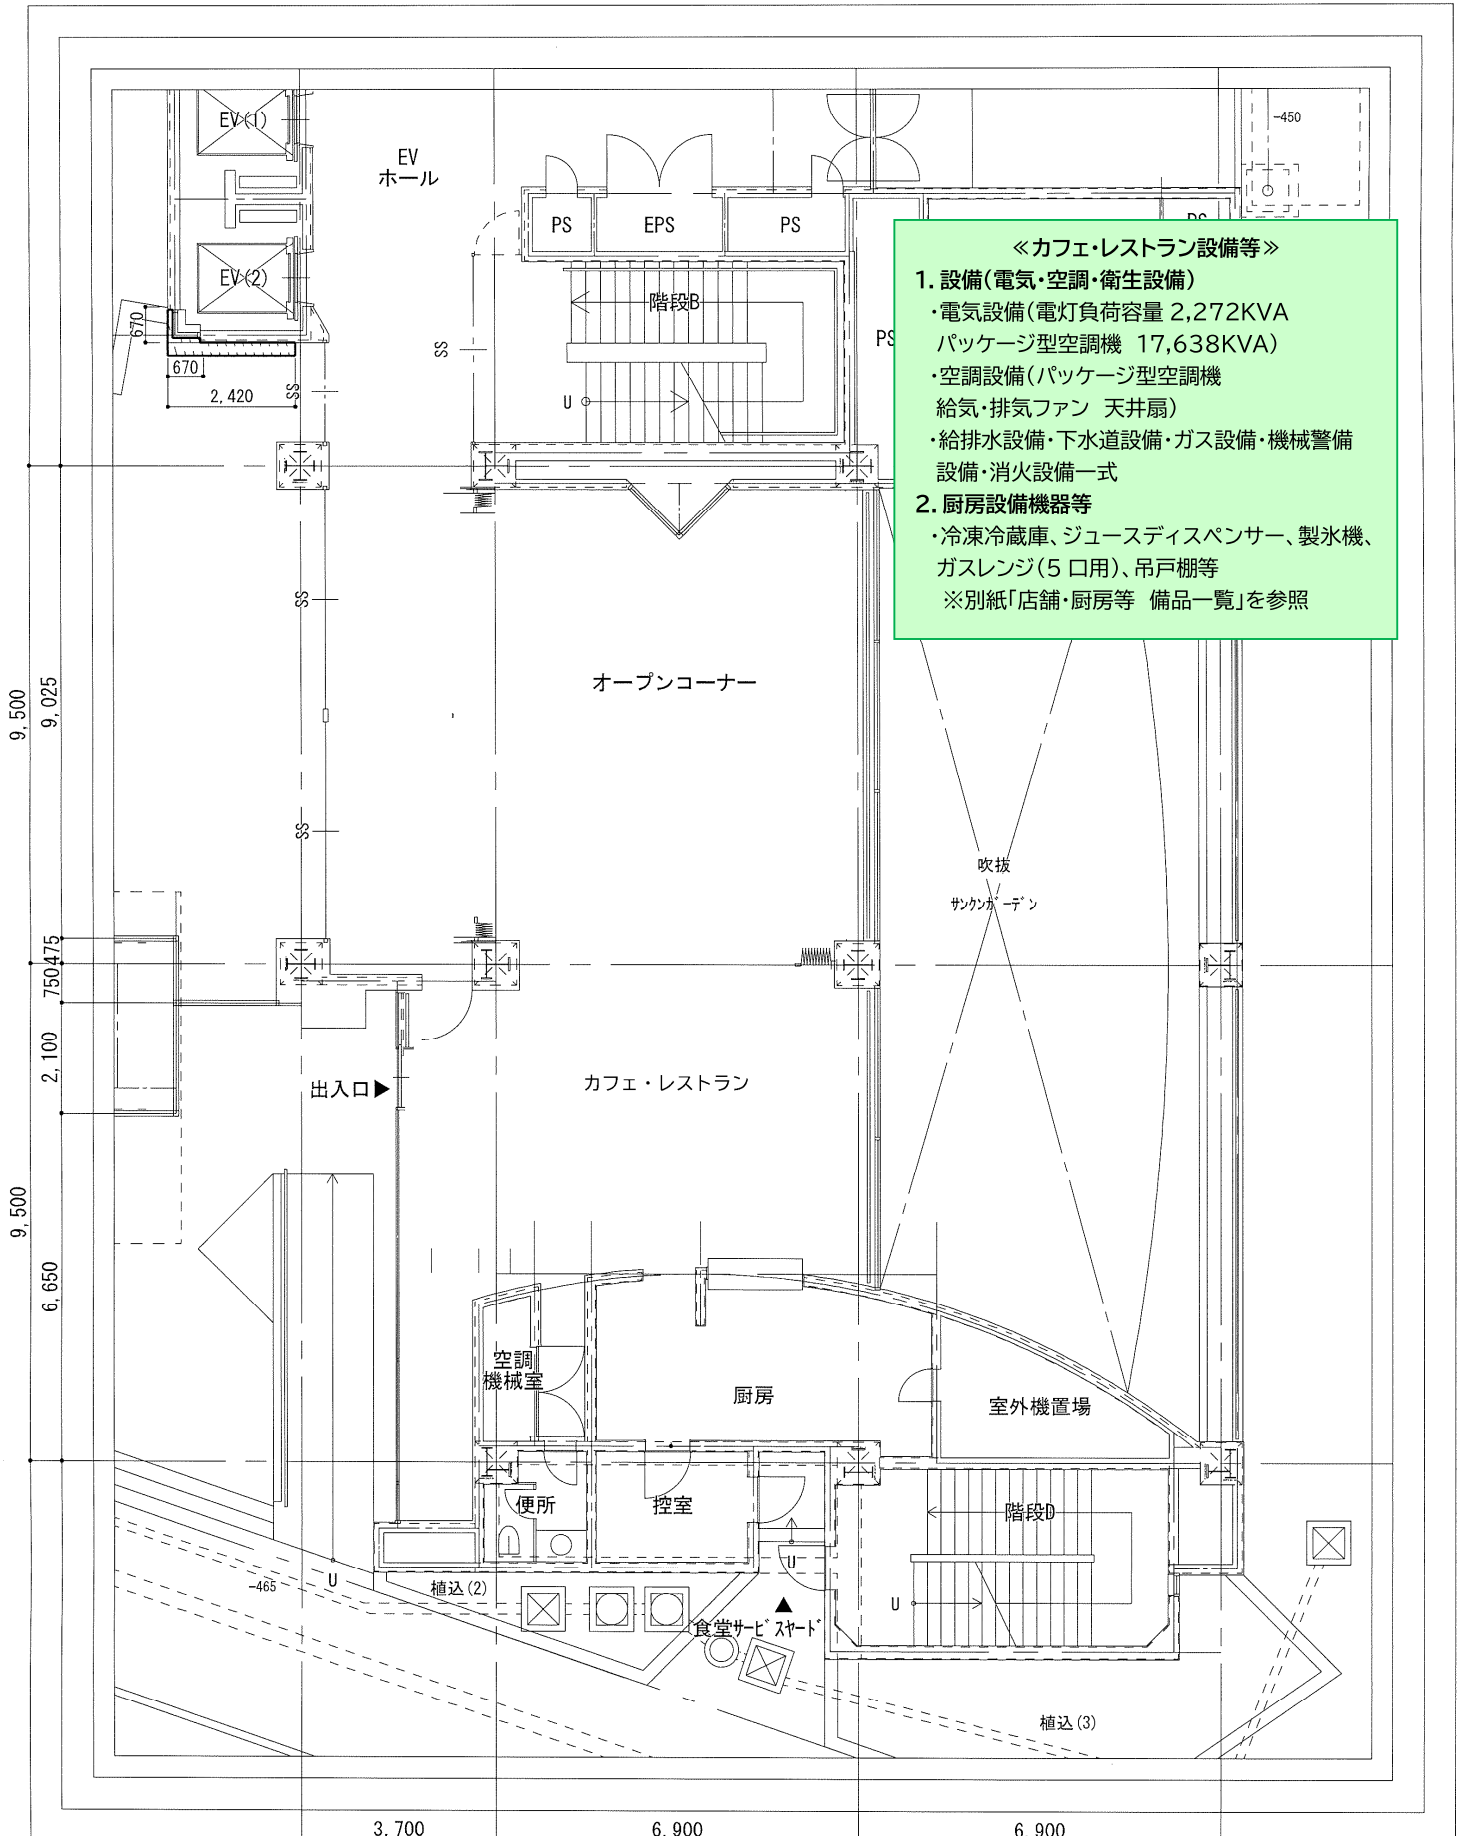 EV(1)
EV
ホール
-450
PS
EPS
PS
PS
EV(2)
階段B
PS
670
670
2,420
SS
SS
U
≪カフェ・レストラン設備等≫
1. 設備(電気・空調・衛生設備)
・電気設備(電灯負荷容量 2,272KVA
パッケージ型空調機 17,638KVA)
・空調設備(パッケージ型空調機
給気・排気ファン 天井扇)
・給排水設備・下水道設備・ガス設備・機械警備
設備・消火設備一式
2. 厨房設備機器等
・冷凍冷蔵庫、ジュースディスペンサー、製氷機、
ガスレンジ(5 口用)、吊戸棚等
※別紙「店舗・厨房等 備品一覧」を参照
SS
オープンコーナー
9,500
9,025
SS
吹抜
サンクンガーデン
475
750
2,100
出入口▶
カフェ・レストラン
9,500
6,650
空調
機械室
厨房
室外機置場
便所
控室
階段D
-465
U
植込(2)
U
U
▲
食堂サービスヤード
植込(3)
3,700
6,900
6,900